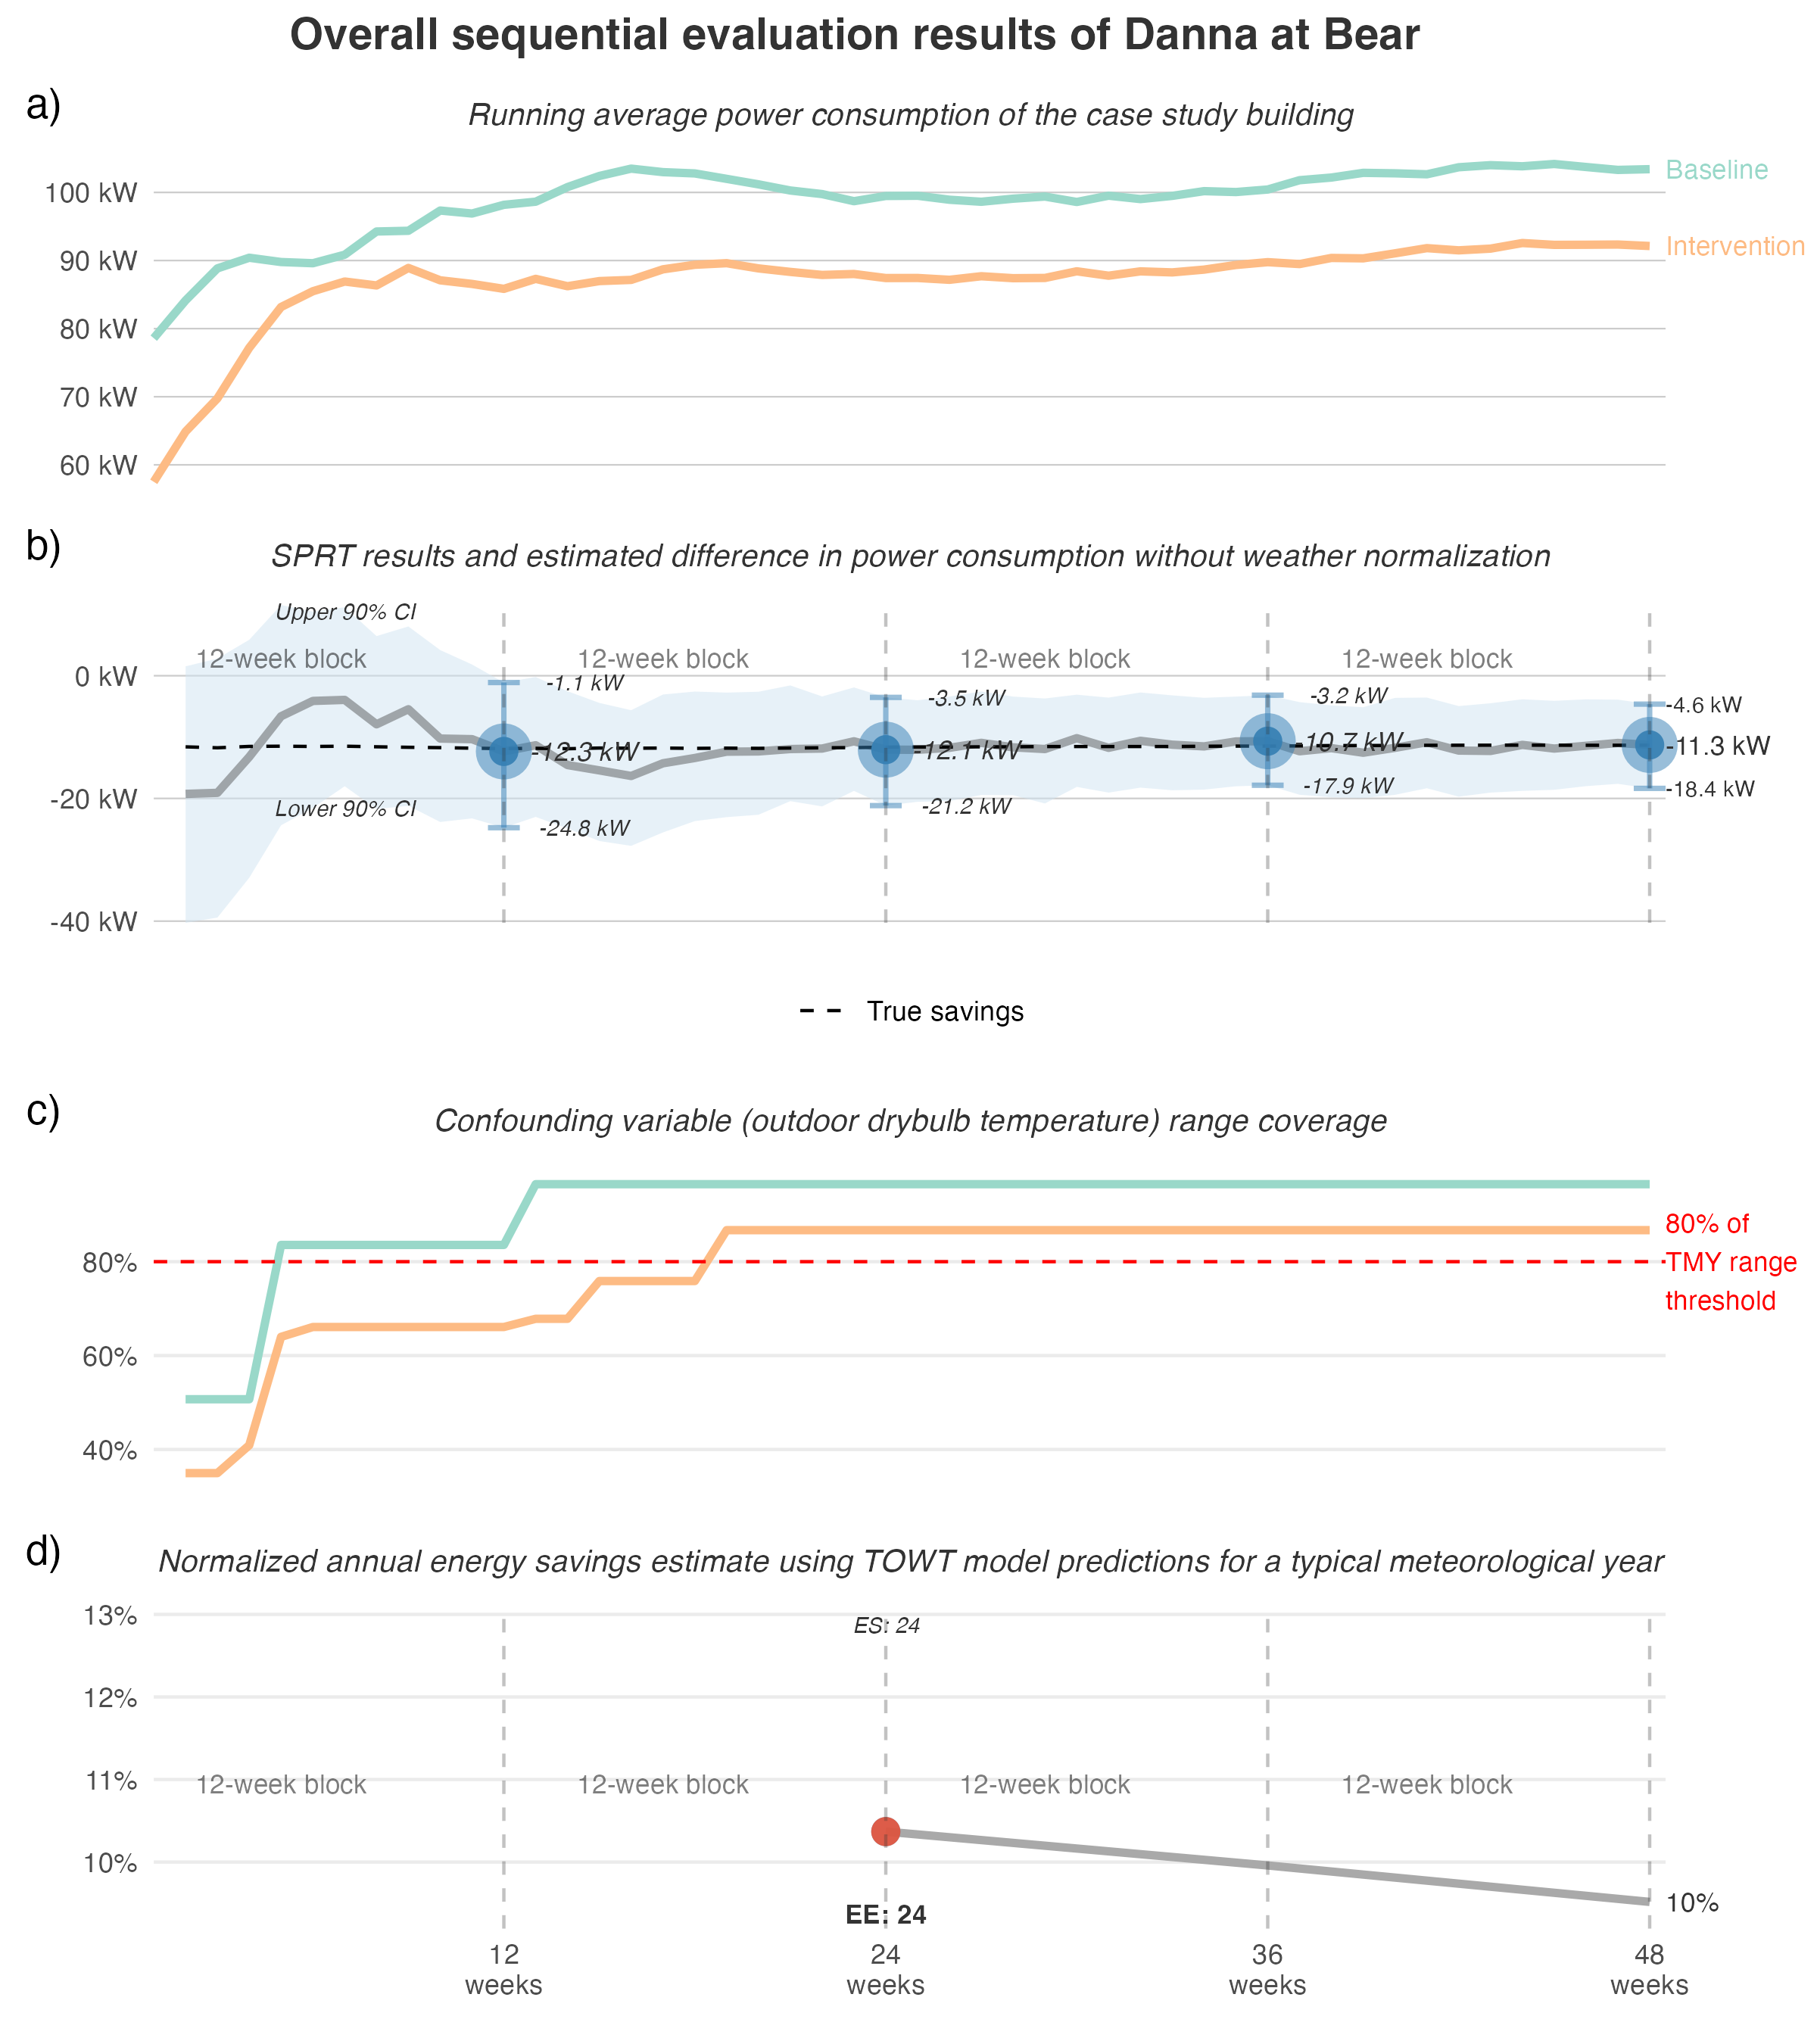 Overall sequential evaluation results of Danna at Bear
a)
Running average power consumption of the case study building
100 kW
90 kW
80 kW
70 kW
60 kW
Baseline
Intervention
b)
SPRT results and estimated difference in power consumption without weather normalization
Upper 90% CI
12-week block
12-week block
12-week block
12-week block
0 kW
-20 kW
-40 kW
-1.1 kW
-3.5 kW
-3.2 kW
-4.6 kW
-12.3 kW
-12.1 kW
-10.7 kW
-11.3 kW
Lower 90% CI
-24.8 kW
-21.2 kW
-17.9 kW
-18.4 kW
True savings
c)
Confounding variable (outdoor drybulb temperature) range coverage
80%
60%
40%
80% of
TMY range
threshold
d)
Normalized annual energy savings estimate using TOWT model predictions for a typical meteorological year
13%
12%
11%
10%
ES: 24
12-week block
12-week block
12-week block
12-week block
EE: 24
10%
12
weeks
24
weeks
36
weeks
48
weeks